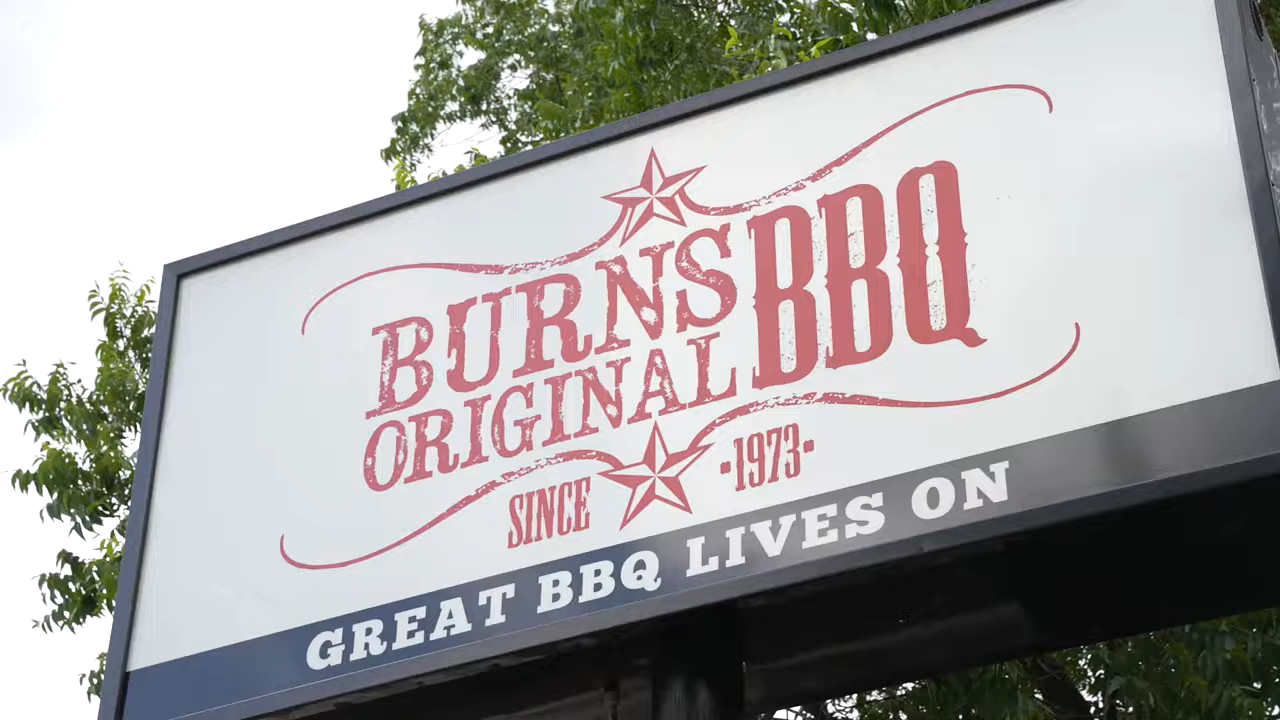 BURNS
ORIGINAL
BBQ
SINCE ·1973·
GREAT BBQ LIVES ON